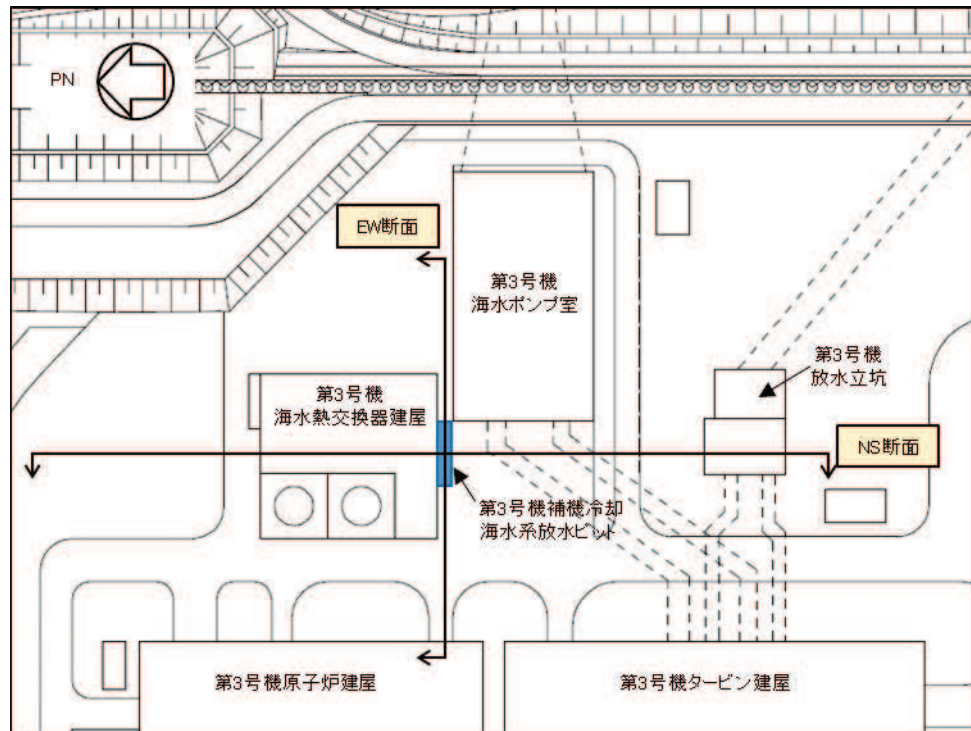 PN
EW断面
第3号機
海水ポンプ室
第3号機
放水立坑
第3号機
海水熱交換器建屋
NS断面
第3号機補機冷却
海水系放水ピット
第3号機原子炉建屋
第3号機タービン建屋